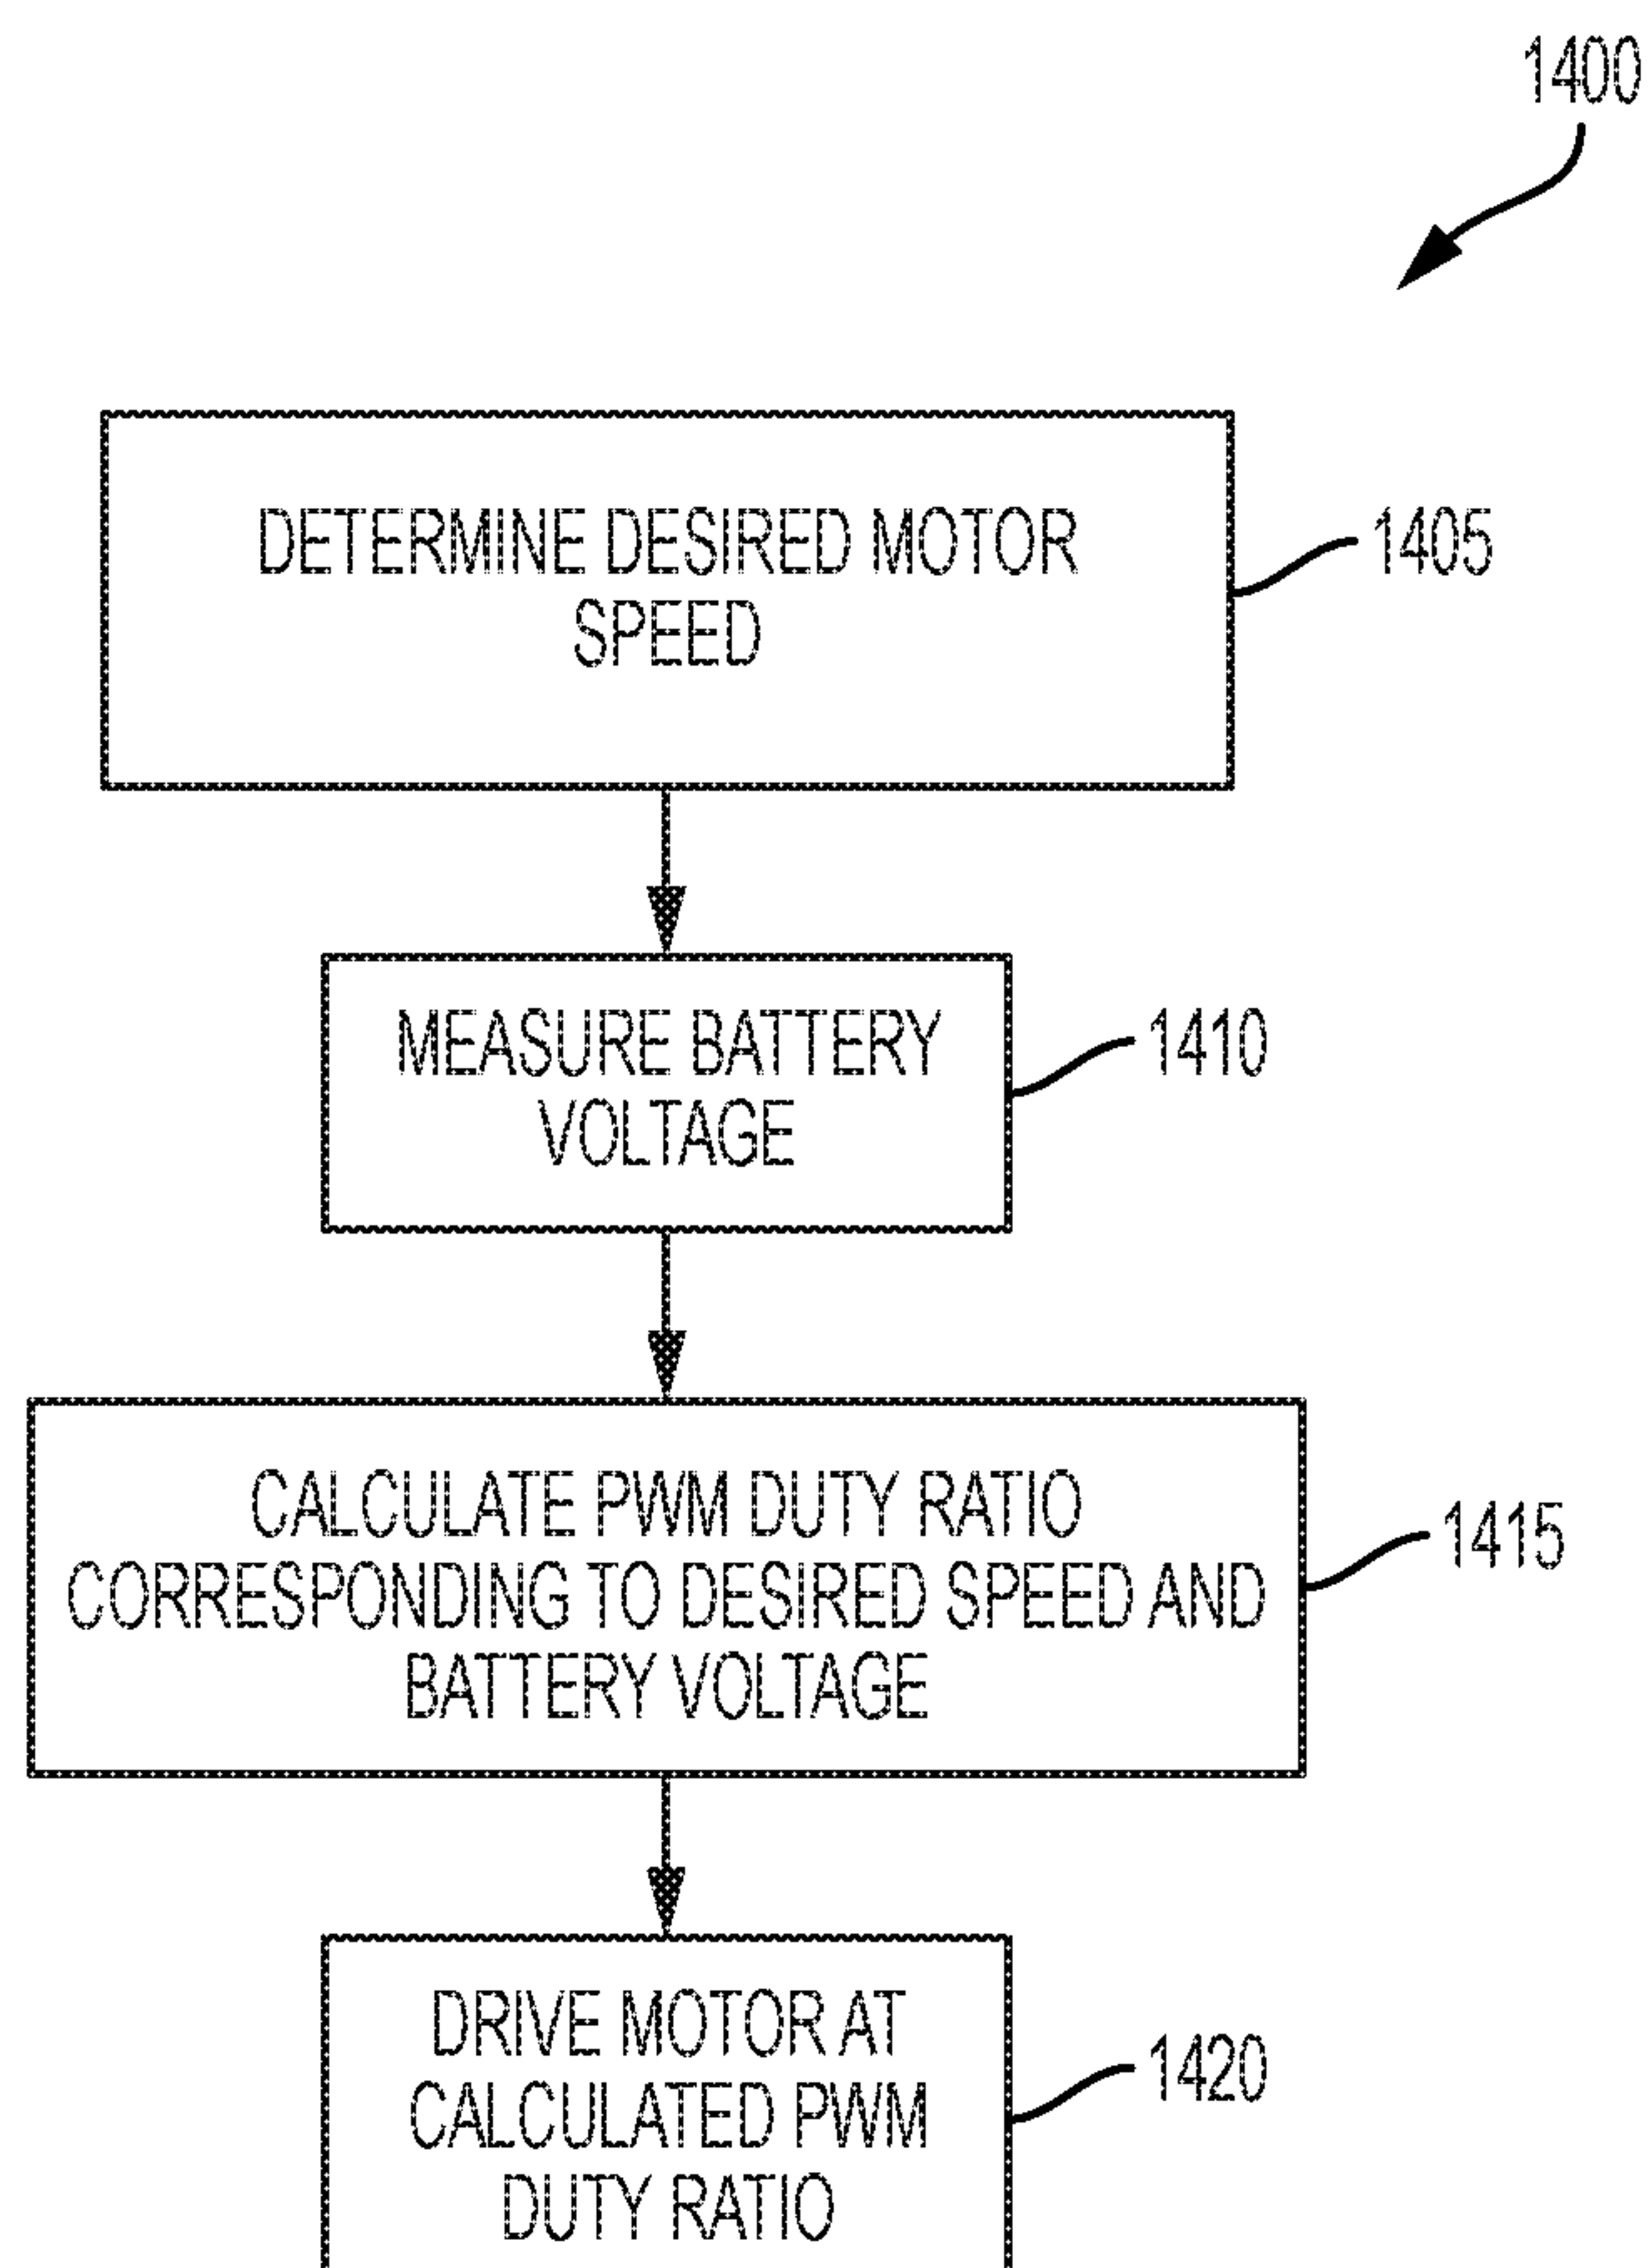 1400
DETERMINE DESIRED MOTOR
SPEED
1405
MEASURE BATTERY
VOLTAGE
1410
CALCULATE PWM DUTY RATIO
CORRESPONDING TO DESIRED SPEED AND
BATTERY VOLTAGE
1415
DRIVE MOTOR AT
CALCULATED PWM
DUTY RATIO
1420